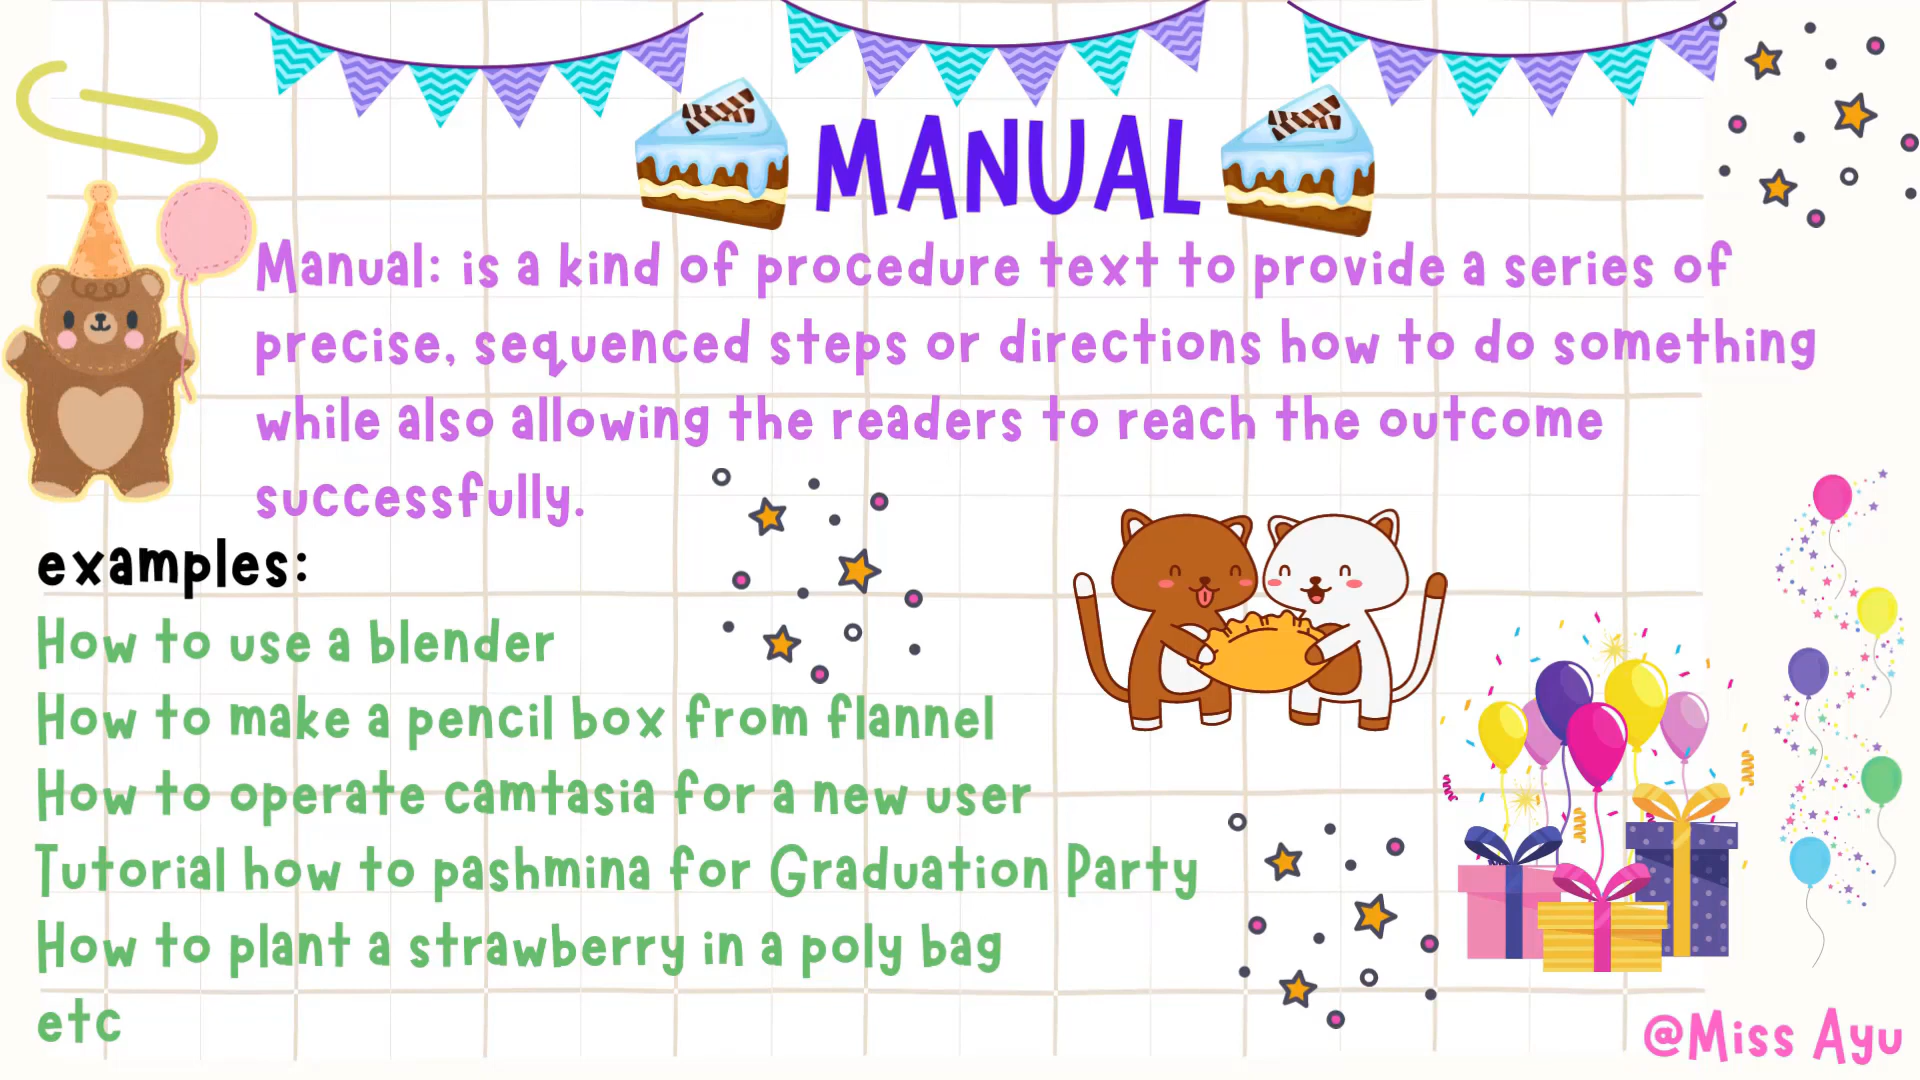 MANUAL
Manual: is a kind of procedure text to provide a series of
precise, sequenced steps or directions how to do something
while also allowing the readers to reach the outcome
successfully.
examples:
How to use a blender
How to make a pencil box from flannel
How to operate camtasia for a new user
Tutorial how to pashmina for Graduation Party
How to plant a strawberry in a poly bag
etc
@Miss Ayu